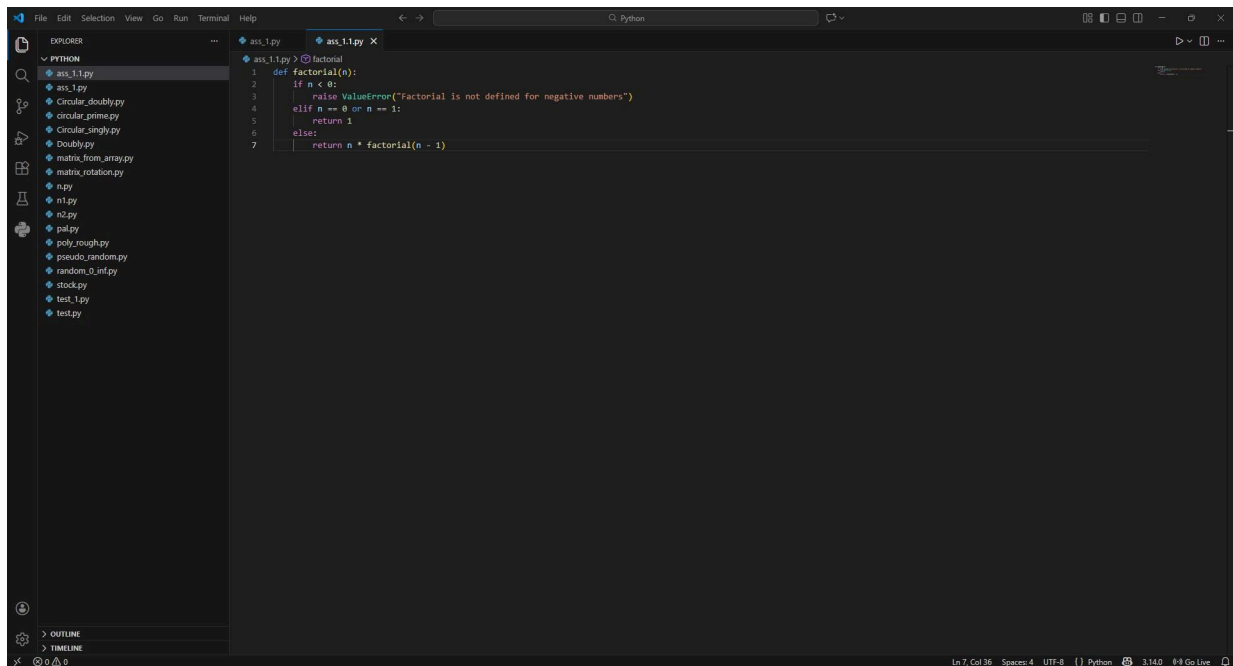 File Edit Selection View Go Run Terminal Help
Python
EXPLORER
PYTHON
ass_1.1.py
ass_1.py
Circular_doubly.py
circular_prime.py
Circular_singly.py
Doubly.py
matrix_from_array.py
matrix_rotation.py
n.py
n1.py
n2.py
pal.py
poly_rough.py
pseudo_random.py
random_0_inf.py
stock.py
test_1.py
test.py
OUTLINE
TIMELINE
ass_1.py ass_1.1.py
ass_1.1.py > factorial
1 def factorial(n):
2     if n < 0:
3         raise ValueError("Factorial is not defined for negative numbers")
4     elif n == 0 or n == 1:
5         return 1
6     else:
7         return n * factorial(n - 1)
0 0 Ln 7, Col 36 Spaces: 4 UTF-8 {} Python 3.14.0 Go Live